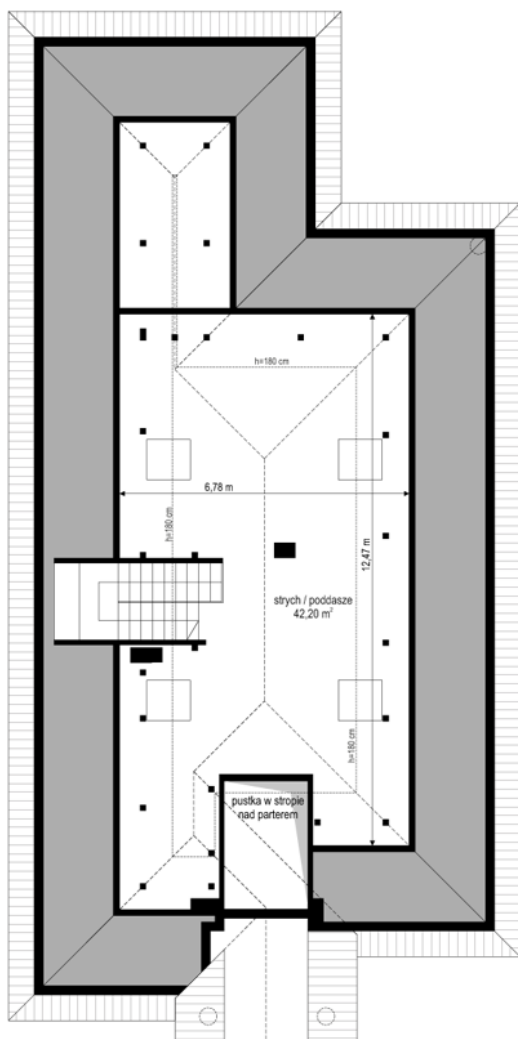 h=180 cm
6,78 m
h=180 cm
12,47 m
strych / poddasze
42,20 m²
h=180 cm
pustka w stropie
nad parterem